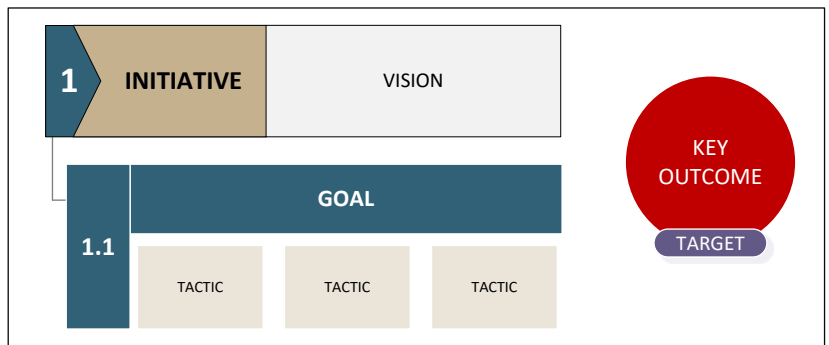 1
INITIATIVE
VISION
KEY
OUTCOME
TARGET
1.1
GOAL
TACTIC
TACTIC
TACTIC